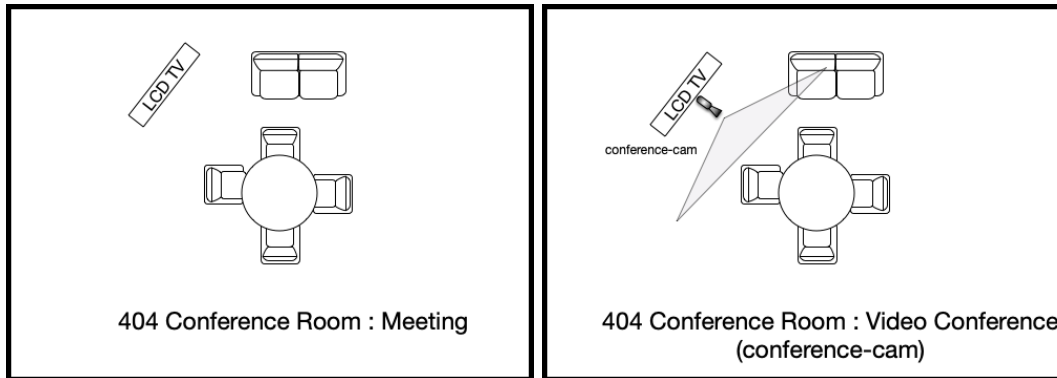 LCD TV
404 Conference Room : Meeting
LCD TV
conference-cam
404 Conference Room : Video Conference
(conference-cam)